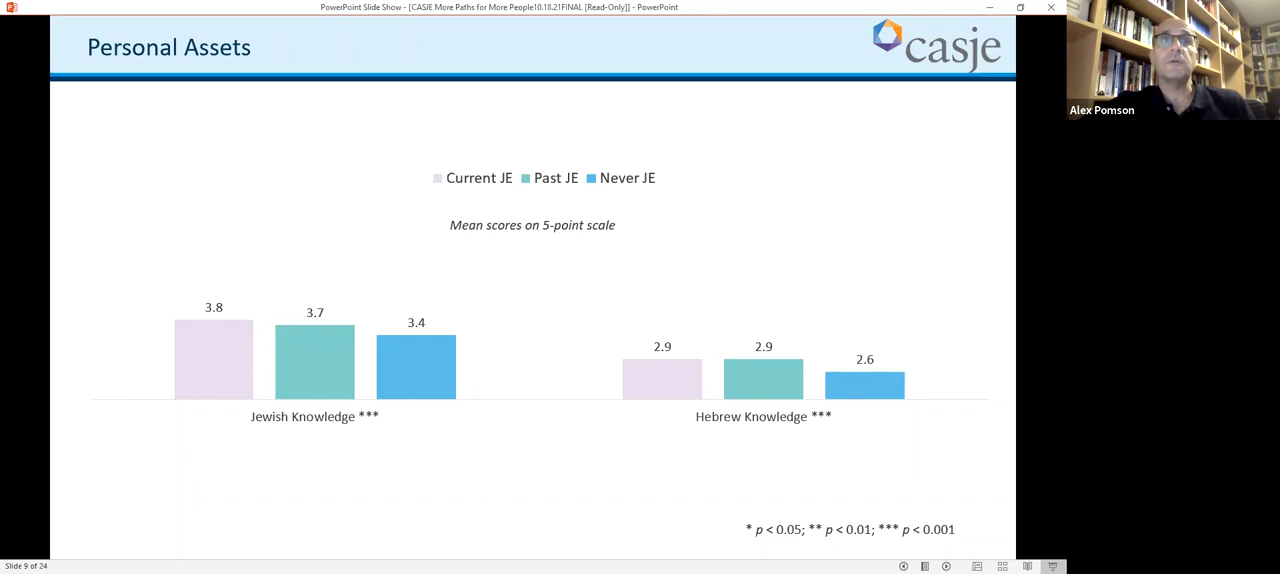 PowerPoint Slide Show - [CASJE More Paths for More People10.18.21FINAL [Read-Only]] - PowerPoint
Personal Assets
casje
Alex Pomson
Current JE Past JE Never JE
Mean scores on 5-point scale
3.8 3.7 3.4 2.9 2.9 2.6
Jewish Knowledge *** Hebrew Knowledge ***
* p < 0.05; ** p < 0.01; *** p < 0.001
Slide 9 of 24